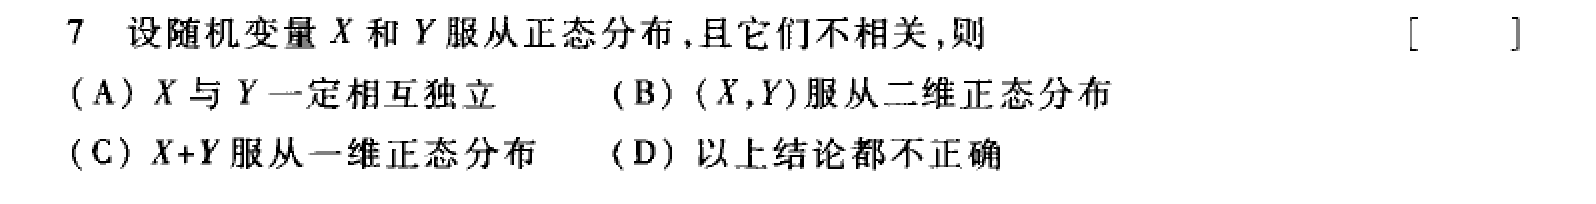 7 设随机变量 X 和 Y 服从正态分布,且它们不相关,则 [ ]
(A) X 与 Y 一定相互独立 (B) (X,Y)服从二维正态分布
(C) X+Y 服从一维正态分布 (D) 以上结论都不正确